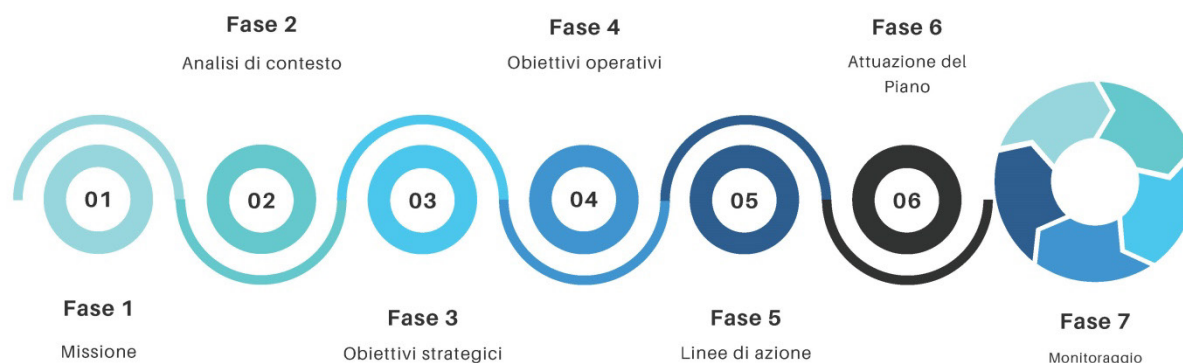 Fase 2
Analisi di contesto
Fase 4
Obiettivi operativi
Fase 6
Attuazione del
Piano
01
02
03
04
05
06
Fase 1
Missione
Fase 3
Obiettivi strategici
Fase 5
Linee di azione
Fase 7
Monitoraggio